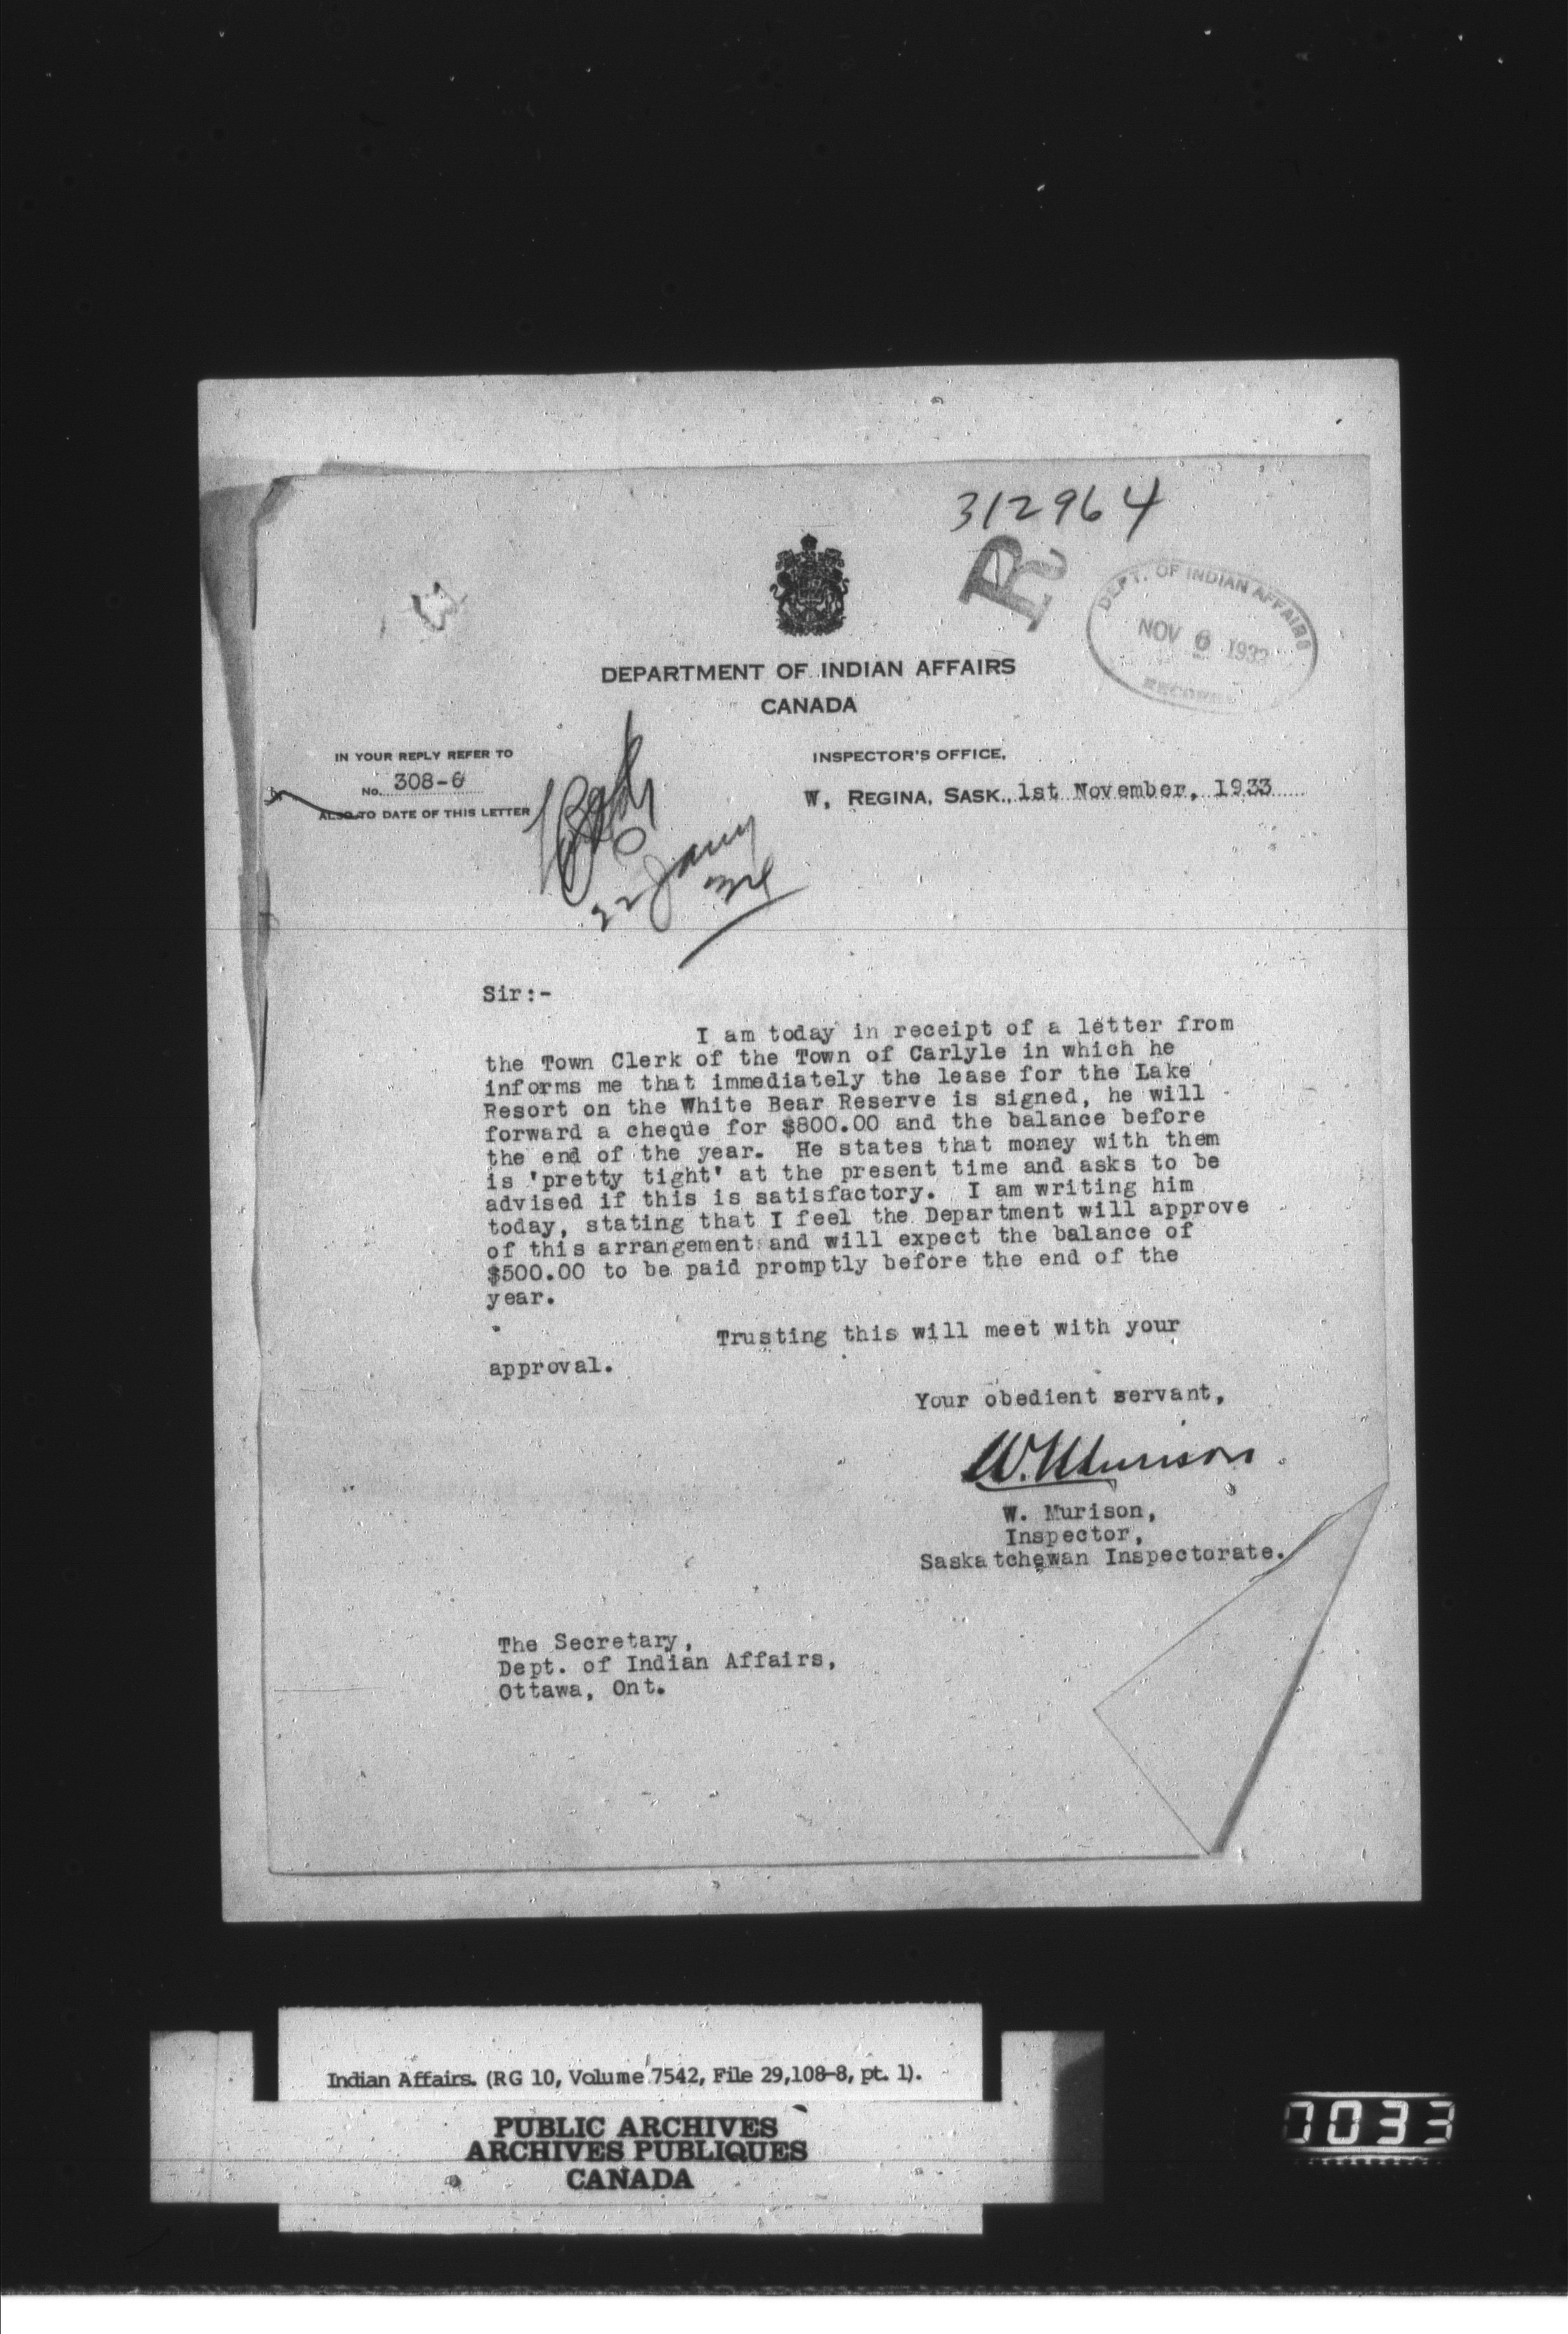 312964
R
DEPT. OF INDIAN AFFAIRS
NOV 6 1933
RECORDS
DEPARTMENT OF INDIAN AFFAIRS
CANADA
IN YOUR REPLY REFER TO
No. 308-6
ALSO TO DATE OF THIS LETTER
INSPECTOR'S OFFICE,
W, REGINA, SASK., 1st November, 1933
22 Jany
34
Sir:-
I am today in receipt of a letter from
the Town Clerk of the Town of Carlyle in which he
informs me that immediately the lease for the Lake
Resort on the White Bear Reserve is signed, he will
forward a cheque for $800.00 and the balance before
the end of the year. He states that money with them
is 'pretty tight' at the present time and asks to be
advised if this is satisfactory. I am writing him
today, stating that I feel the Department will approve
of this arrangement and will expect the balance of
$500.00 to be paid promptly before the end of the
year.
Trusting this will meet with your
approval.
Your obedient servant,
W. Murison
W. Murison,
Inspector,
Saskatchewan Inspectorate.
The Secretary,
Dept. of Indian Affairs,
Ottawa, Ont.
Indian Affairs. (RG 10, Volume 7542, File 29,108-8, pt. 1).
PUBLIC ARCHIVES
ARCHIVES PUBLIQUES
CANADA
7033